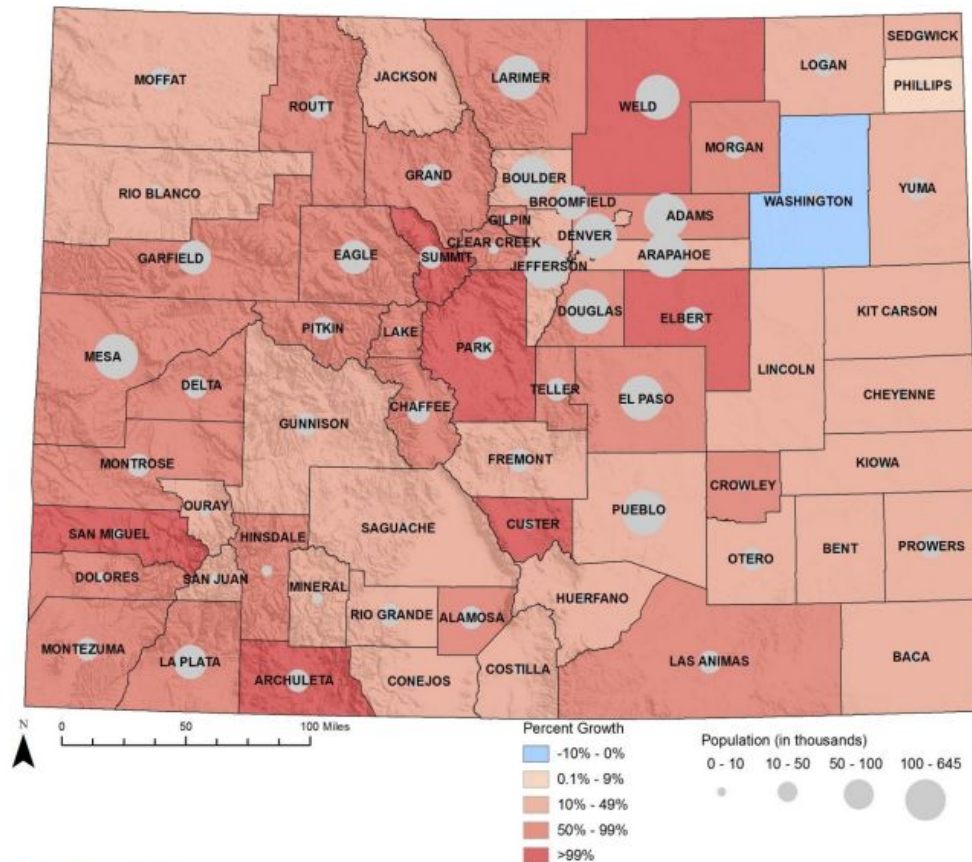 SEDGWICK
LOGAN
MOFFAT
JACKSON
LARIMER
PHILLIPS
ROUTT
WELD
MORGAN
GRAND
BOULDER
RIO BLANCO
YUMA
BROOMFIELD
WASHINGTON
GILPIN
ADAMS
DENVER
CLEAR CREEK
GARFIELD
EAGLE
SUMMIT
ARAPAHOE
JEFFERSON
DOUGLAS
ELBERT
KIT CARSON
PITKIN
LAKE
PARK
MESA
LINCOLN
DELTA
TELLER
CHEYENNE
EL PASO
CHAFFEE
GUNNISON
FREMONT
KIOWA
MONTROSE
CROWLEY
OURAY
PUEBLO
CUSTER
SAGUACHE
SAN MIGUEL
HINSDALE
PROWERS
BENT
OTERO
DOLORES
SAN JUAN
MINERAL
HUERFANO
RIO GRANDE
ALAMOSA
MONTEZUMA
LA PLATA
LAS ANIMAS
BACA
COSTILLA
ARCHULETA
CONEJOS
N
0 50 100 Miles
Percent Growth
-10% - 0%
0.1% - 9%
10% - 49%
50% - 99%
>99%
Population (in thousands)
0 - 10 10 - 50 50 - 100 100 - 645